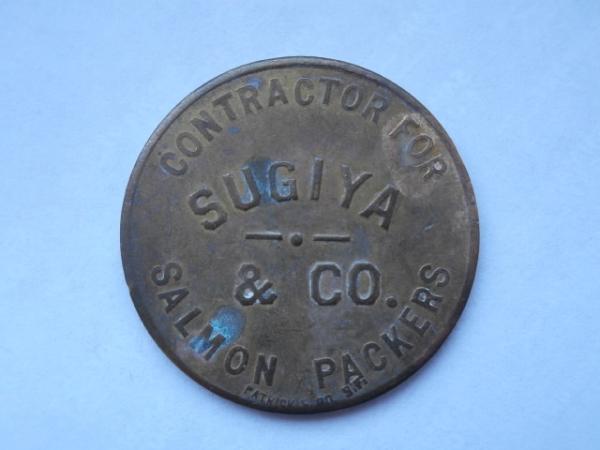 CONTRACTOR FOR
SUGIYA
& CO.
SALMON PACKERS
S.F.